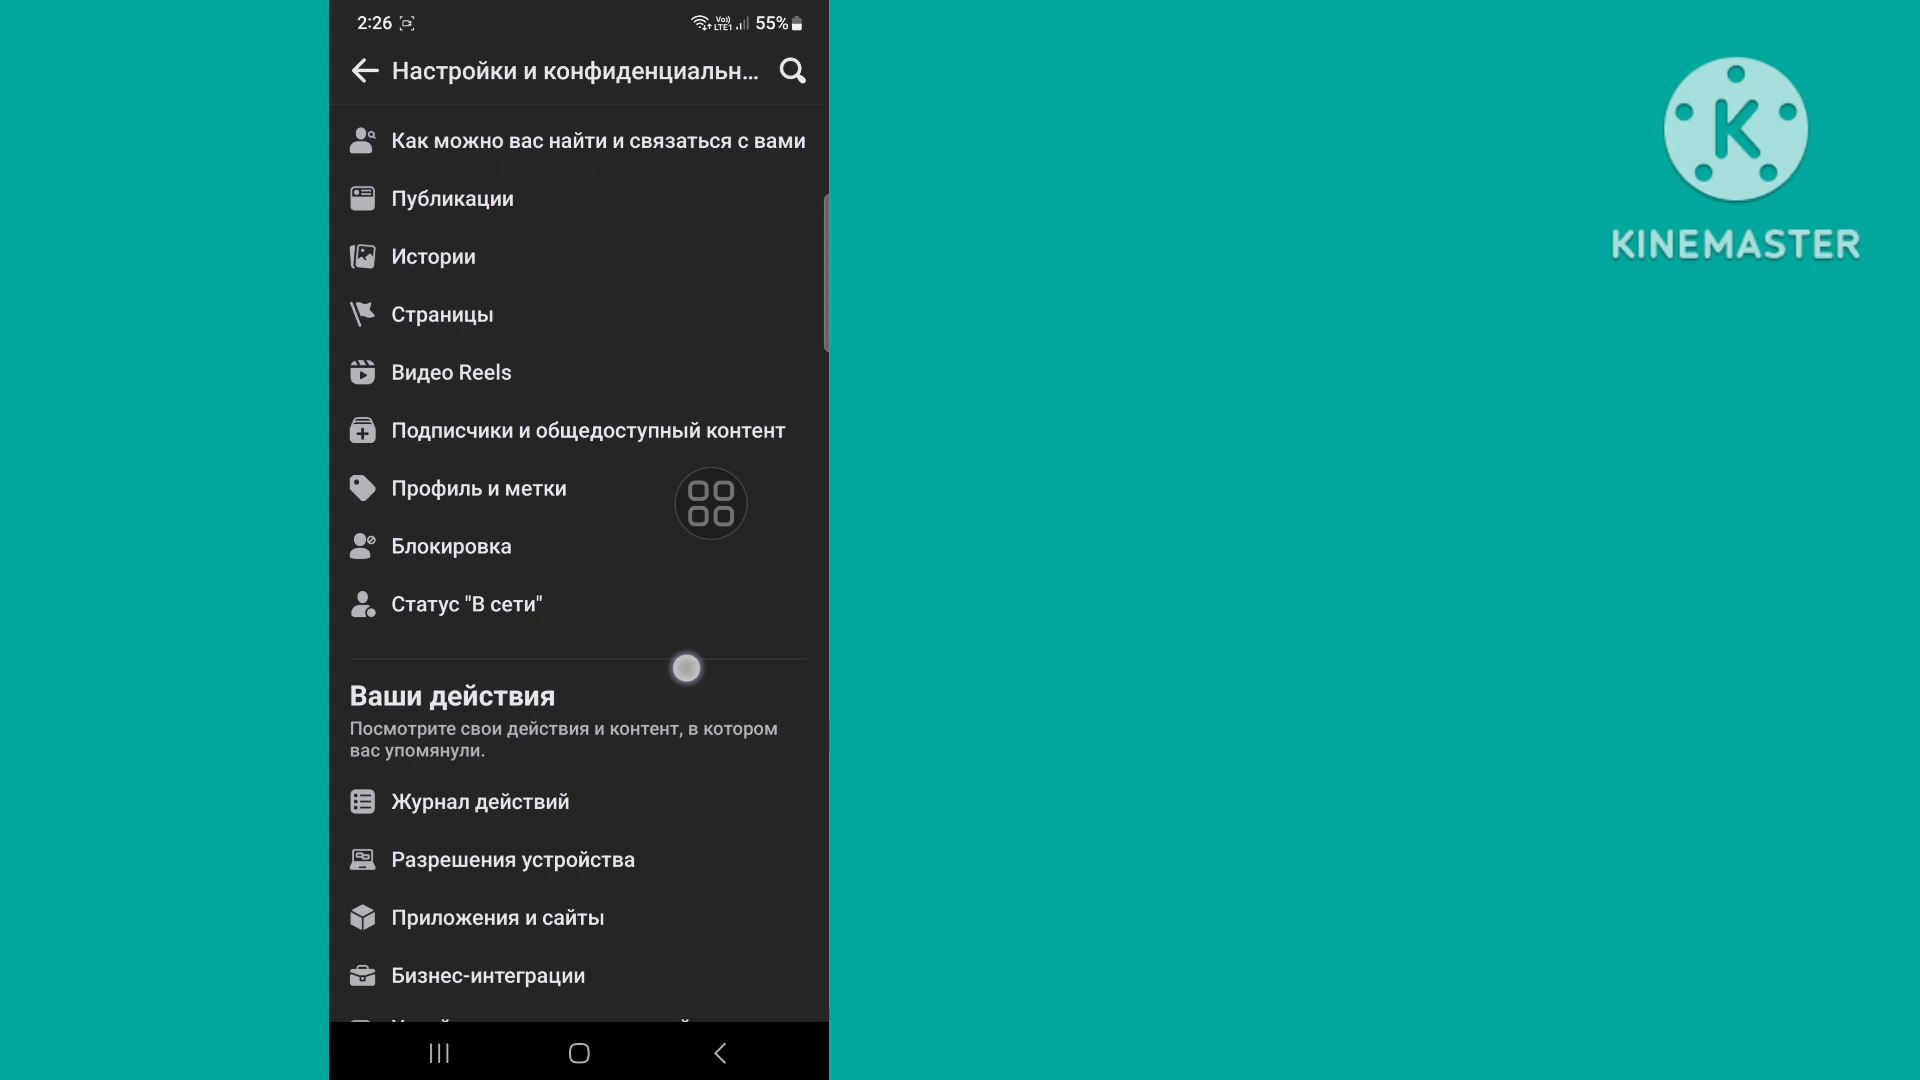 2:26
Vo)) LTE1 55%
Настройки и конфиденциальн...
Как можно вас найти и связаться с вами
Публикации
Истории
Страницы
Видео Reels
Подписчики и общедоступный контент
Профиль и метки
Блокировка
Статус "В сети"
Ваши действия
Посмотрите свои действия и контент, в котором
вас упомянули.
Журнал действий
Разрешения устройства
Приложения и сайты
Бизнес-интеграции
K
KINEMASTER